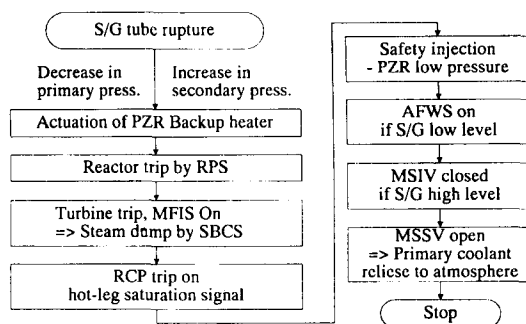 S/G tube rupture
Decrease in
primary press.
Increase in
secondary press.
Actuation of PZR Backup heater
Reactor trip by RPS
Turbine trip, MFIS On
=> Steam dump by SBCS
RCP trip on
hot-leg saturation signal
Safety injection
- PZR low pressure
AFWS on
if S/G low level
MSIV closed
if S/G high level
MSSV open
=> Primary coolant
reliese to atmosphere
Stop